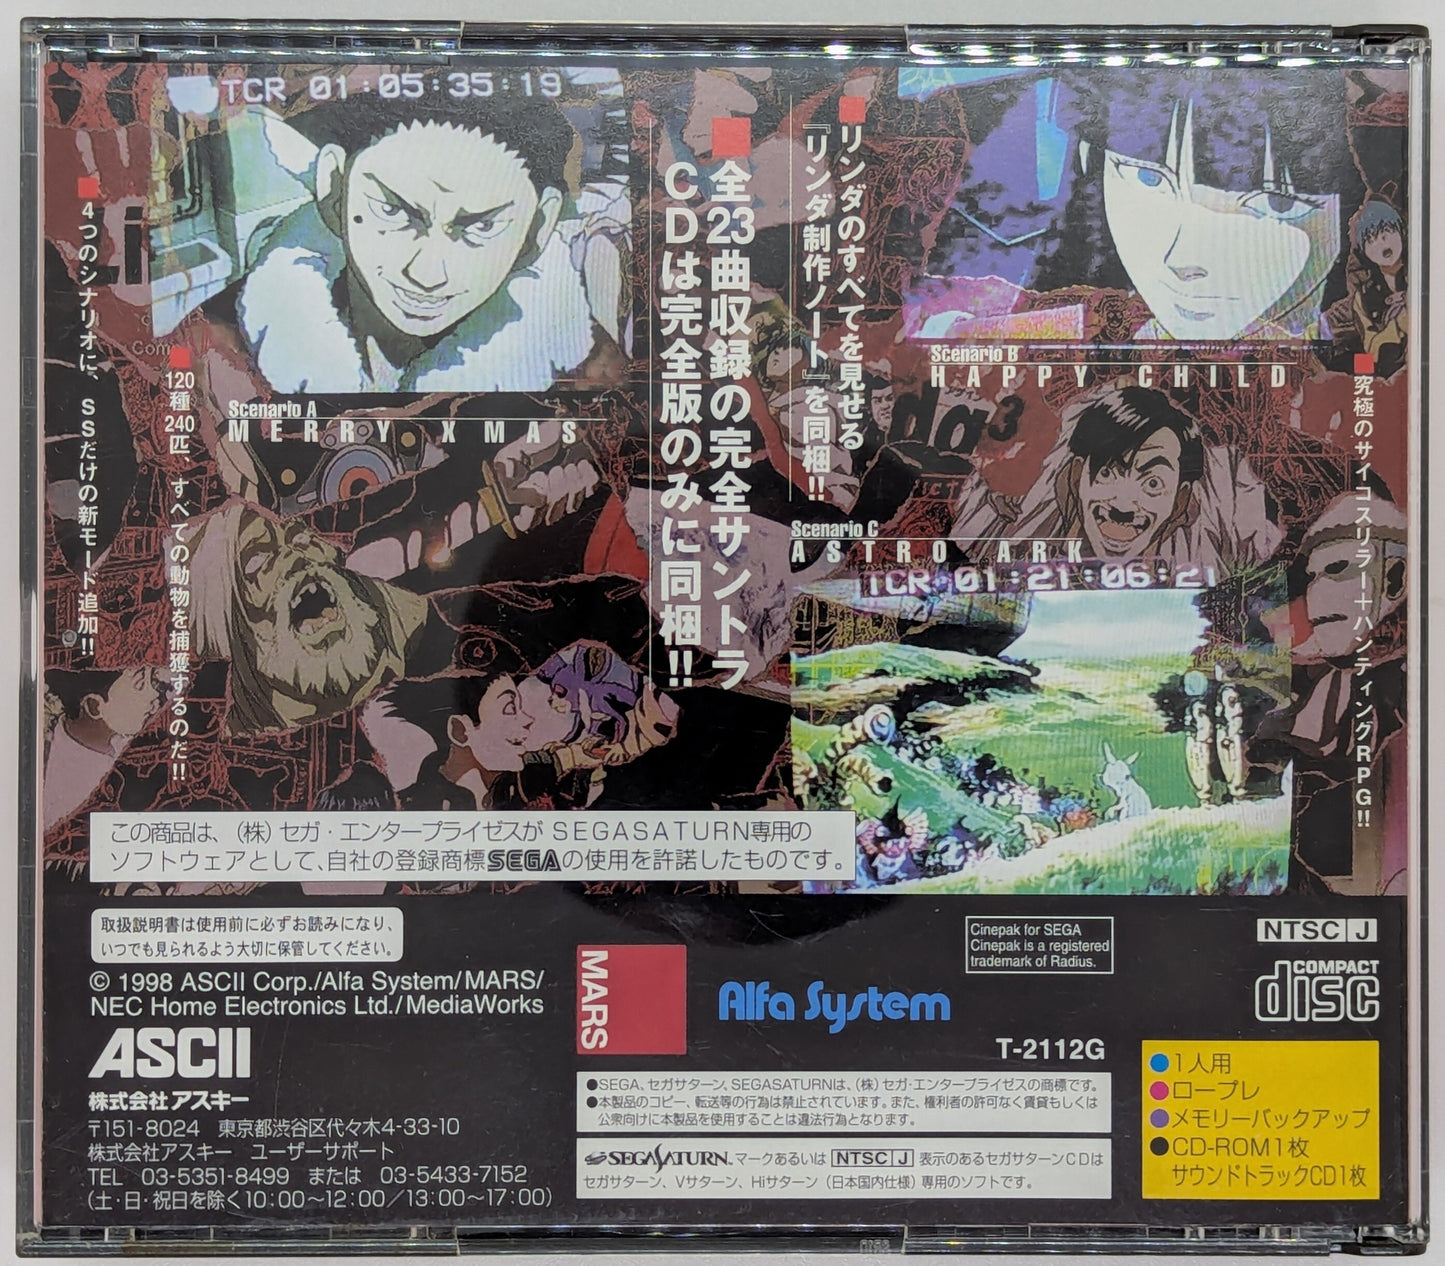 TCR 01:05:35:19
■4つのシナリオに、SSだけの新モード追加!!
■120種240匹、すべての動物を捕獲するのだ!!
Scenario A
MERRY XMAS
■全23曲収録の完全サントラ
CDは完全版のみに同梱!!
■リンダのすべてを見せる
『リンダ制作ノート』を同梱!!
Scenario B
HAPPY CHILD
■究極のサイコスリラー+ハンティングRPG!!
Scenario C
ASTRO ARK
TCR 01:21:06:21
この商品は、(株)セガ・エンタープライゼスがSEGASATURN専用の
ソフトウェアとして、自社の登録商標SEGAの使用を許諾したものです。
取扱説明書は使用前に必ずお読みになり、
いつでも見られるよう大切に保管してください。
© 1998 ASCII Corp./Alfa System/MARS/
NEC Home Electronics Ltd./MediaWorks
ASCII
株式会社アスキー
〒151-8024 東京都渋谷区代々木4-33-10
株式会社アスキー ユーザーサポート
TEL 03-5351-8499 または 03-5433-7152
(土・日・祝日を除く10:00〜12:00/13:00〜17:00)
MARS
Alfa System
Cinepak for SEGA
Cinepak is a registered
trademark of Radius.
NTSC J
COMPACT
disc
T-2112G
●SEGA、セガサターン、SEGASATURNは、(株)セガ・エンタープライゼスの商標です。
●本製品のコピー、転送等の行為は禁止されています。また、権利者の許可なく賃貸もしくは
公衆向けに本製品を使用することは違法行為となります。
SEGASATURN、マークあるいは NTSC J 表示のあるセガサターンCDは
セガサターン、Vサターン、Hiサターン(日本国内仕様)専用のソフトです。
●1人用
●ロープレ
●メモリーバックアップ
●CD-ROM1枚
サウンドトラックCD1枚